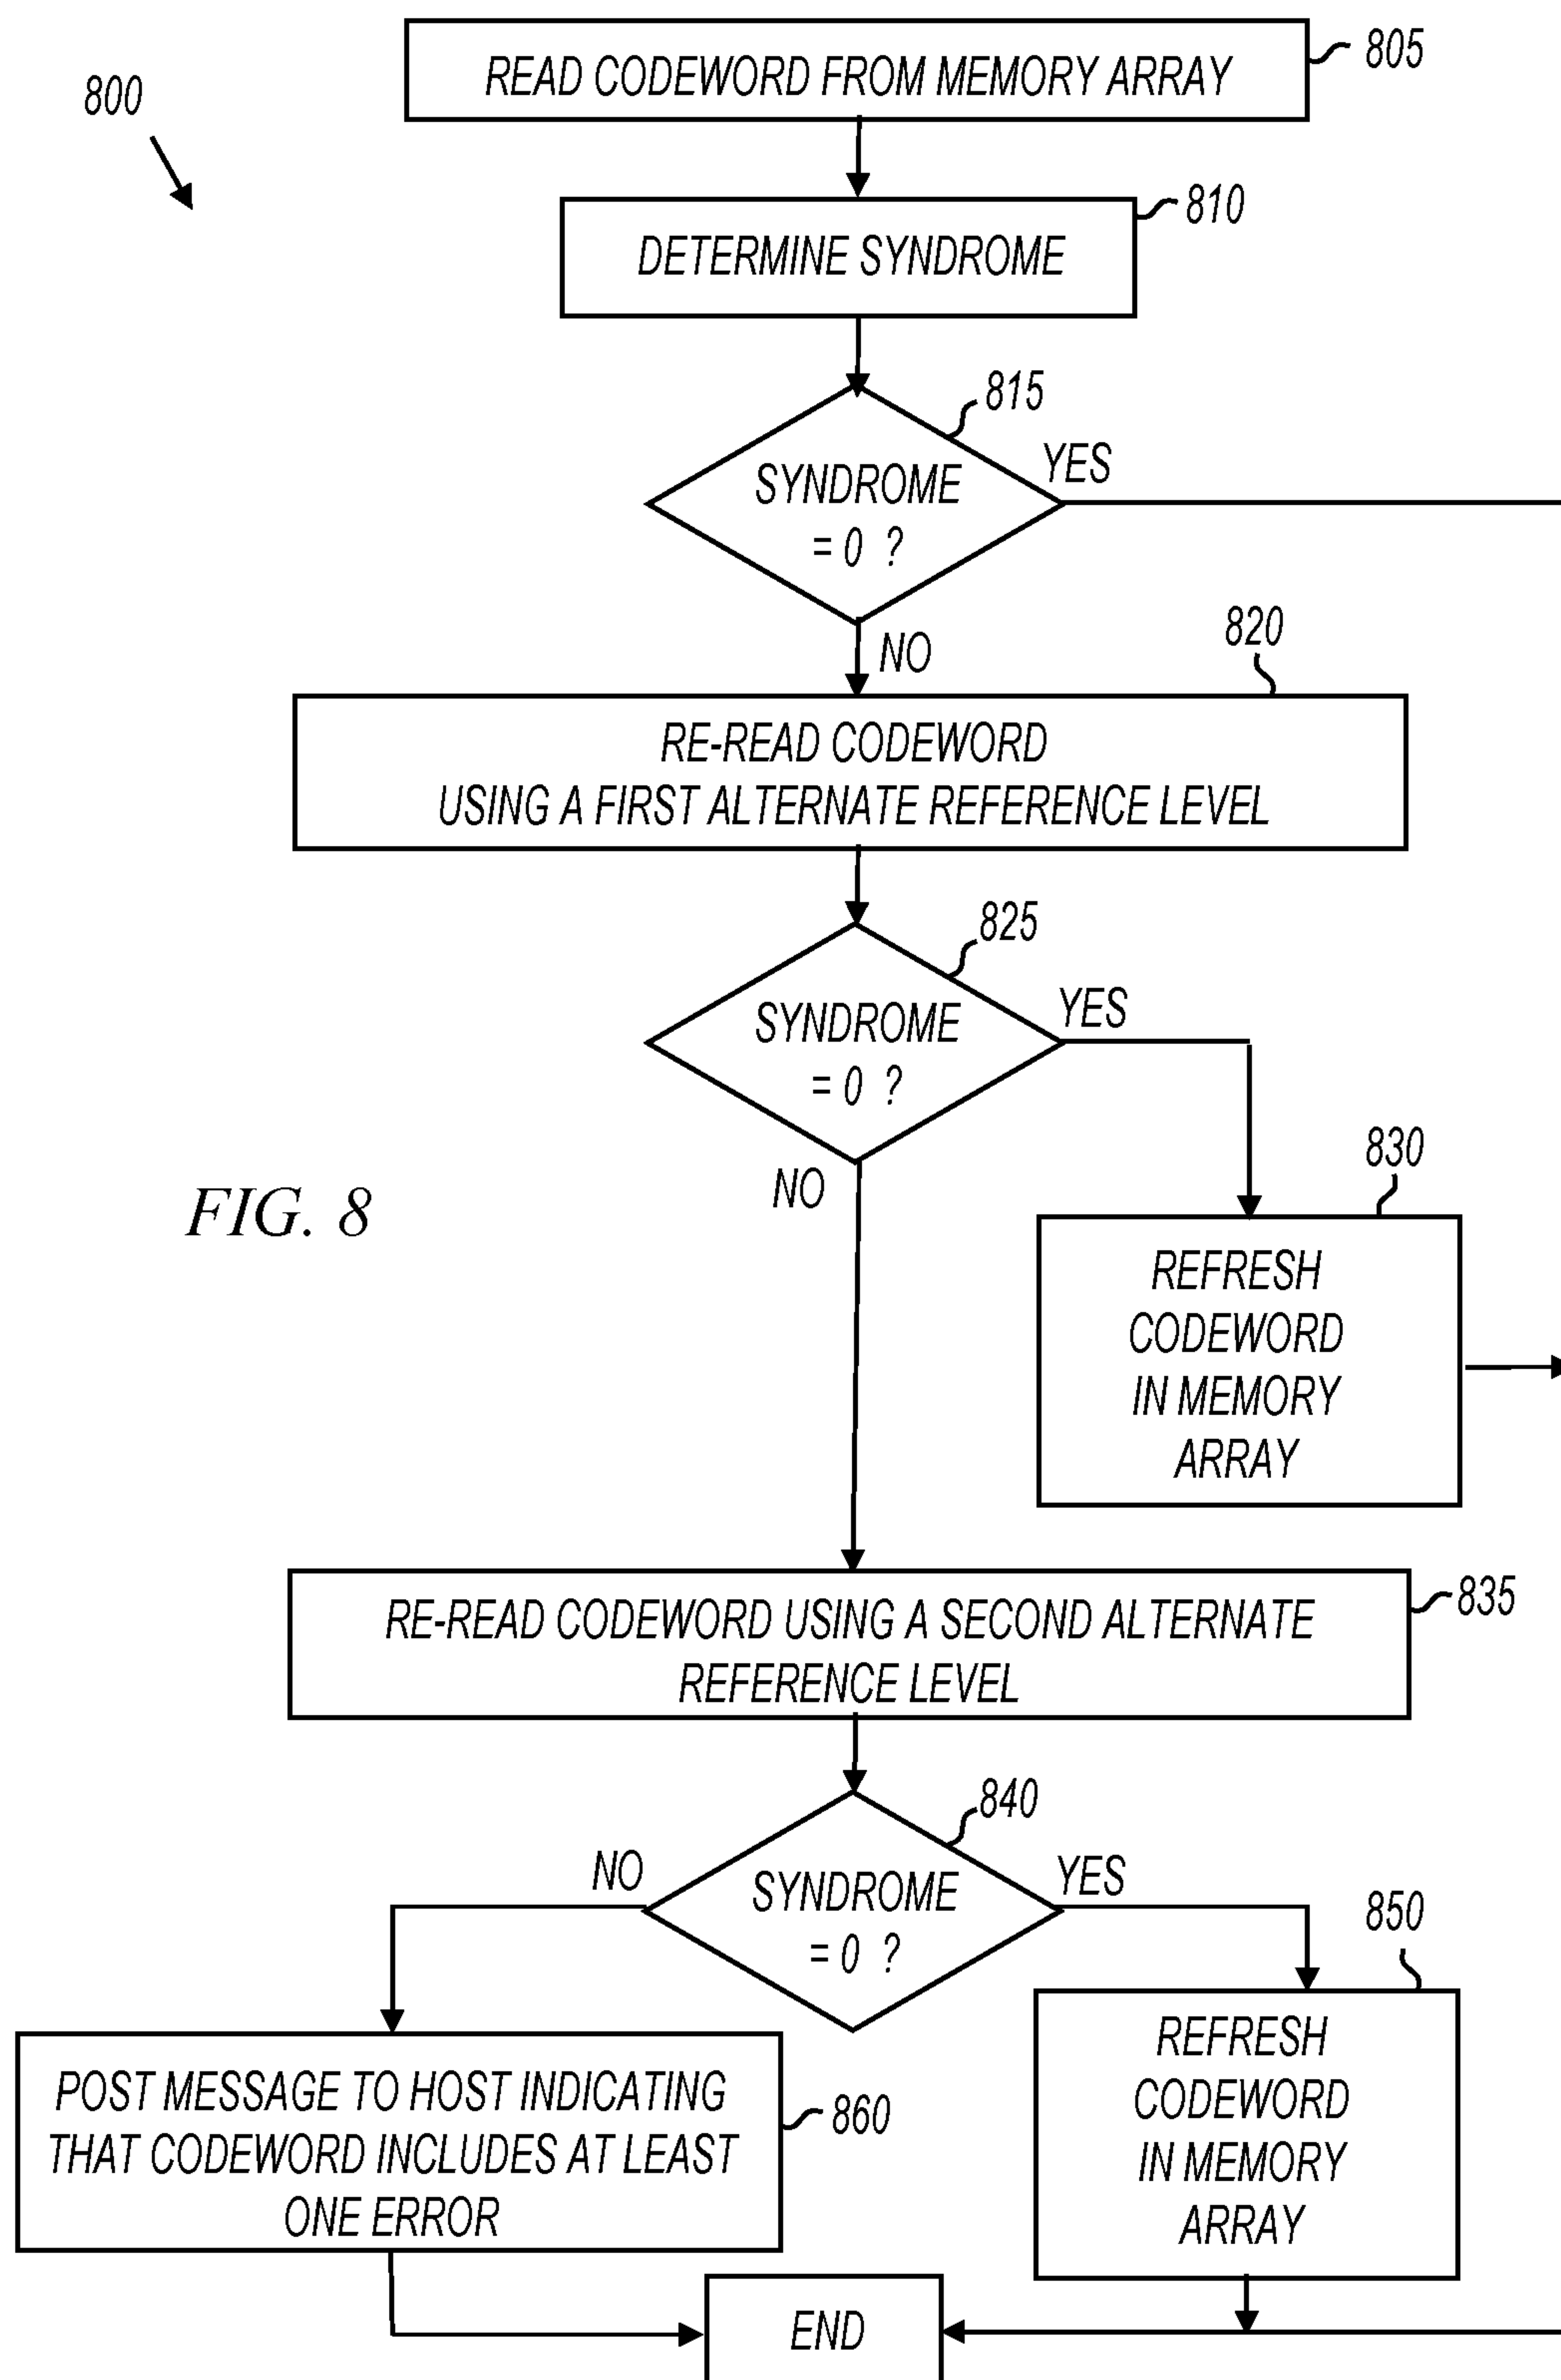 800
READ CODEWORD FROM MEMORY ARRAY
805
DETERMINE SYNDROME
810
815
SYNDROME
= 0 ?
YES
NO
820
RE-READ CODEWORD
USING A FIRST ALTERNATE REFERENCE LEVEL
825
SYNDROME
= 0 ?
YES
NO
FIG. 8
830
REFRESH
CODEWORD
IN MEMORY
ARRAY
RE-READ CODEWORD USING A SECOND ALTERNATE
REFERENCE LEVEL
835
840
SYNDROME
= 0 ?
NO
YES
850
REFRESH
CODEWORD
IN MEMORY
ARRAY
POST MESSAGE TO HOST INDICATING
THAT CODEWORD INCLUDES AT LEAST
ONE ERROR
860
END